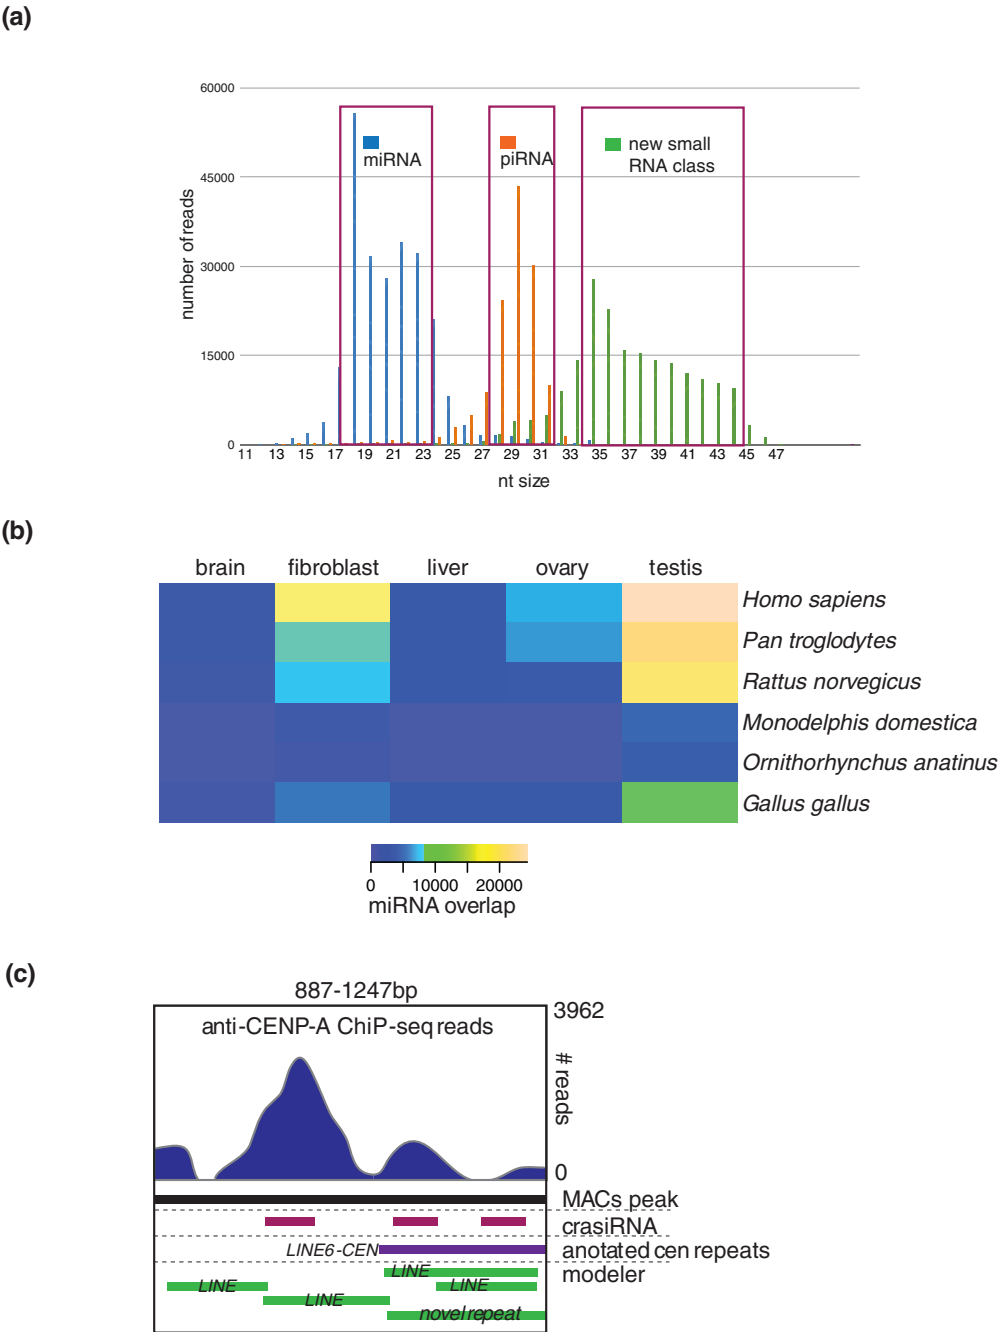 (a)
60000
45000
30000
15000
0
number of reads
miRNA
piRNA
new small
RNA class
11 13 15 17 19 21 23 25 27 29 31 33 35 37 39 41 43 45 47
nt size
(b)
brain fibroblast liver ovary testis
Homo sapiens
Pan troglodytes
Rattus norvegicus
Monodelphis domestica
Ornithorhynchus anatinus
Gallus gallus
0 10000 20000
miRNA overlap
(c)
887-1247bp
3962
anti-CENP-A ChiP-seq reads
# reads
0
MACs peak
crasiRNA
LINE6-CEN
anotated cen repeats
LINE
modeler
LINE
LINE
LINE
novel repeat